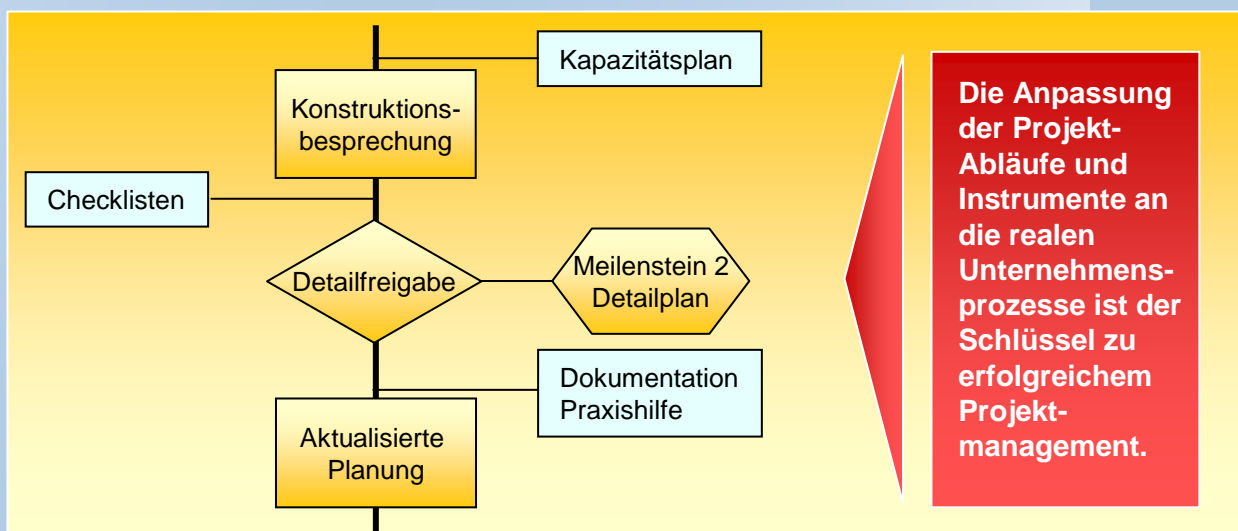 Kapazitätsplan
Konstruktions-
besprechung
Checklisten
Detailfreigabe
Meilenstein 2
Detailplan
Dokumentation
Praxishilfe
Aktualisierte
Planung
Die Anpassung
der Projekt-
Abläufe und
Instrumente an
die realen
Unternehmens-
prozesse ist der
Schlüssel zu
erfolgreichem
Projekt-
management.